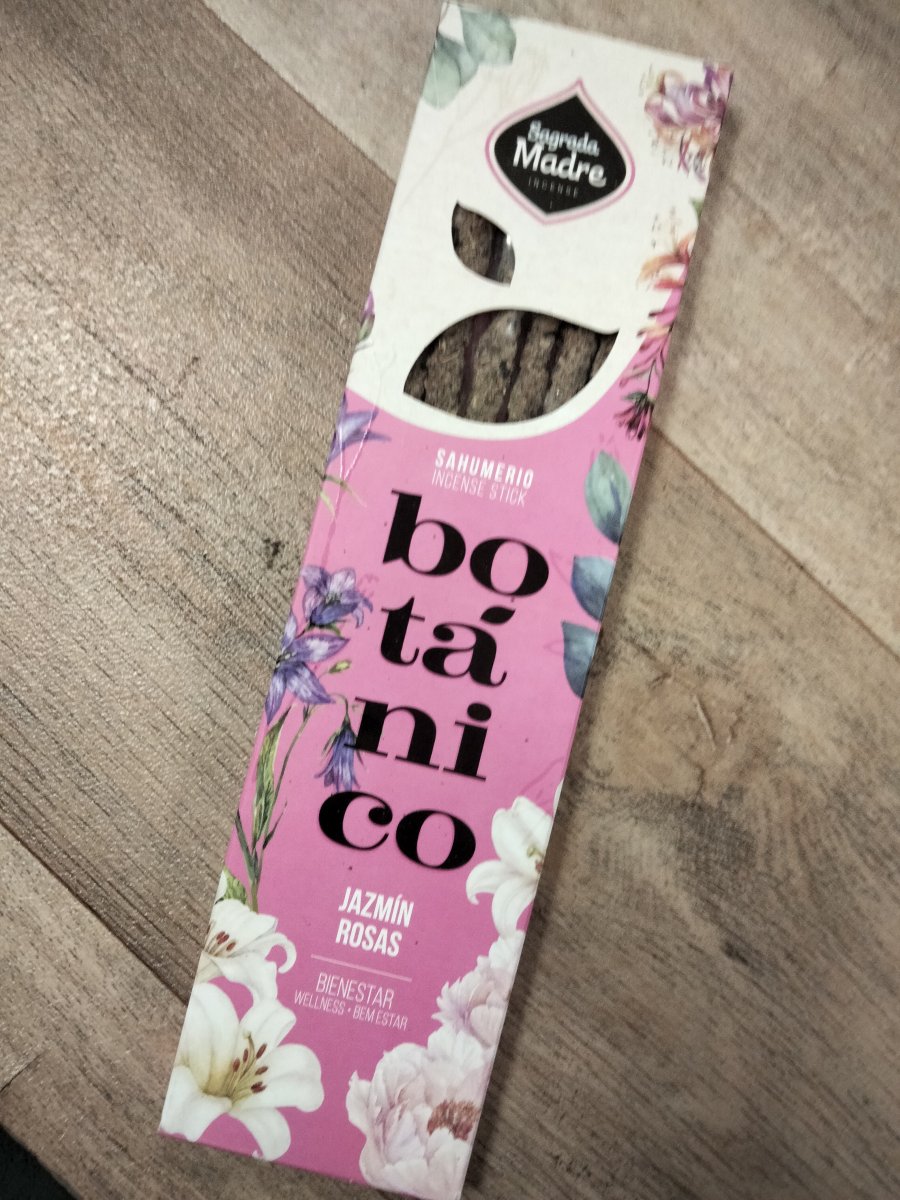 Sagrada
Madre
INCENSE
SAHUMERIO
INCENSE STICK
bo
tá
ni
co
JAZMÍN
ROSAS
BIENESTAR
WELLNESS • BEM ESTAR